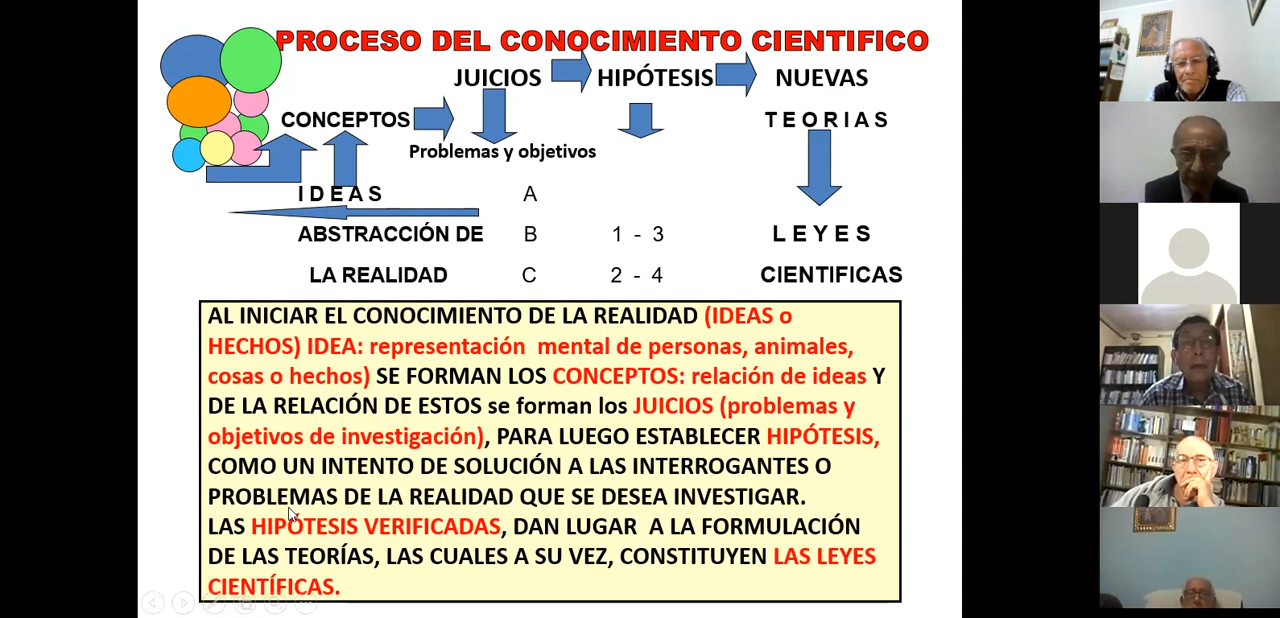 PROCESO DEL CONOCIMIENTO CIENTIFICO
JUICIOS HIPÓTESIS NUEVAS
CONCEPTOS T E O R I A S
Problemas y objetivos
I D E A S A
ABSTRACCIÓN DE B 1 - 3 L E Y E S
LA REALIDAD C 2 - 4 CIENTIFICAS
AL INICIAR EL CONOCIMIENTO DE LA REALIDAD (IDEAS o
HECHOS) IDEA: representación mental de personas, animales,
cosas o hechos) SE FORMAN LOS CONCEPTOS: relación de ideas Y
DE LA RELACIÓN DE ESTOS se forman los JUICIOS (problemas y
objetivos de investigación), PARA LUEGO ESTABLECER HIPÓTESIS,
COMO UN INTENTO DE SOLUCIÓN A LAS INTERROGANTES O
PROBLEMAS DE LA REALIDAD QUE SE DESEA INVESTIGAR.
LAS HIPÓTESIS VERIFICADAS, DAN LUGAR A LA FORMULACIÓN
DE LAS TEORÍAS, LAS CUALES A SU VEZ, CONSTITUYEN LAS LEYES
CIENTÍFICAS.